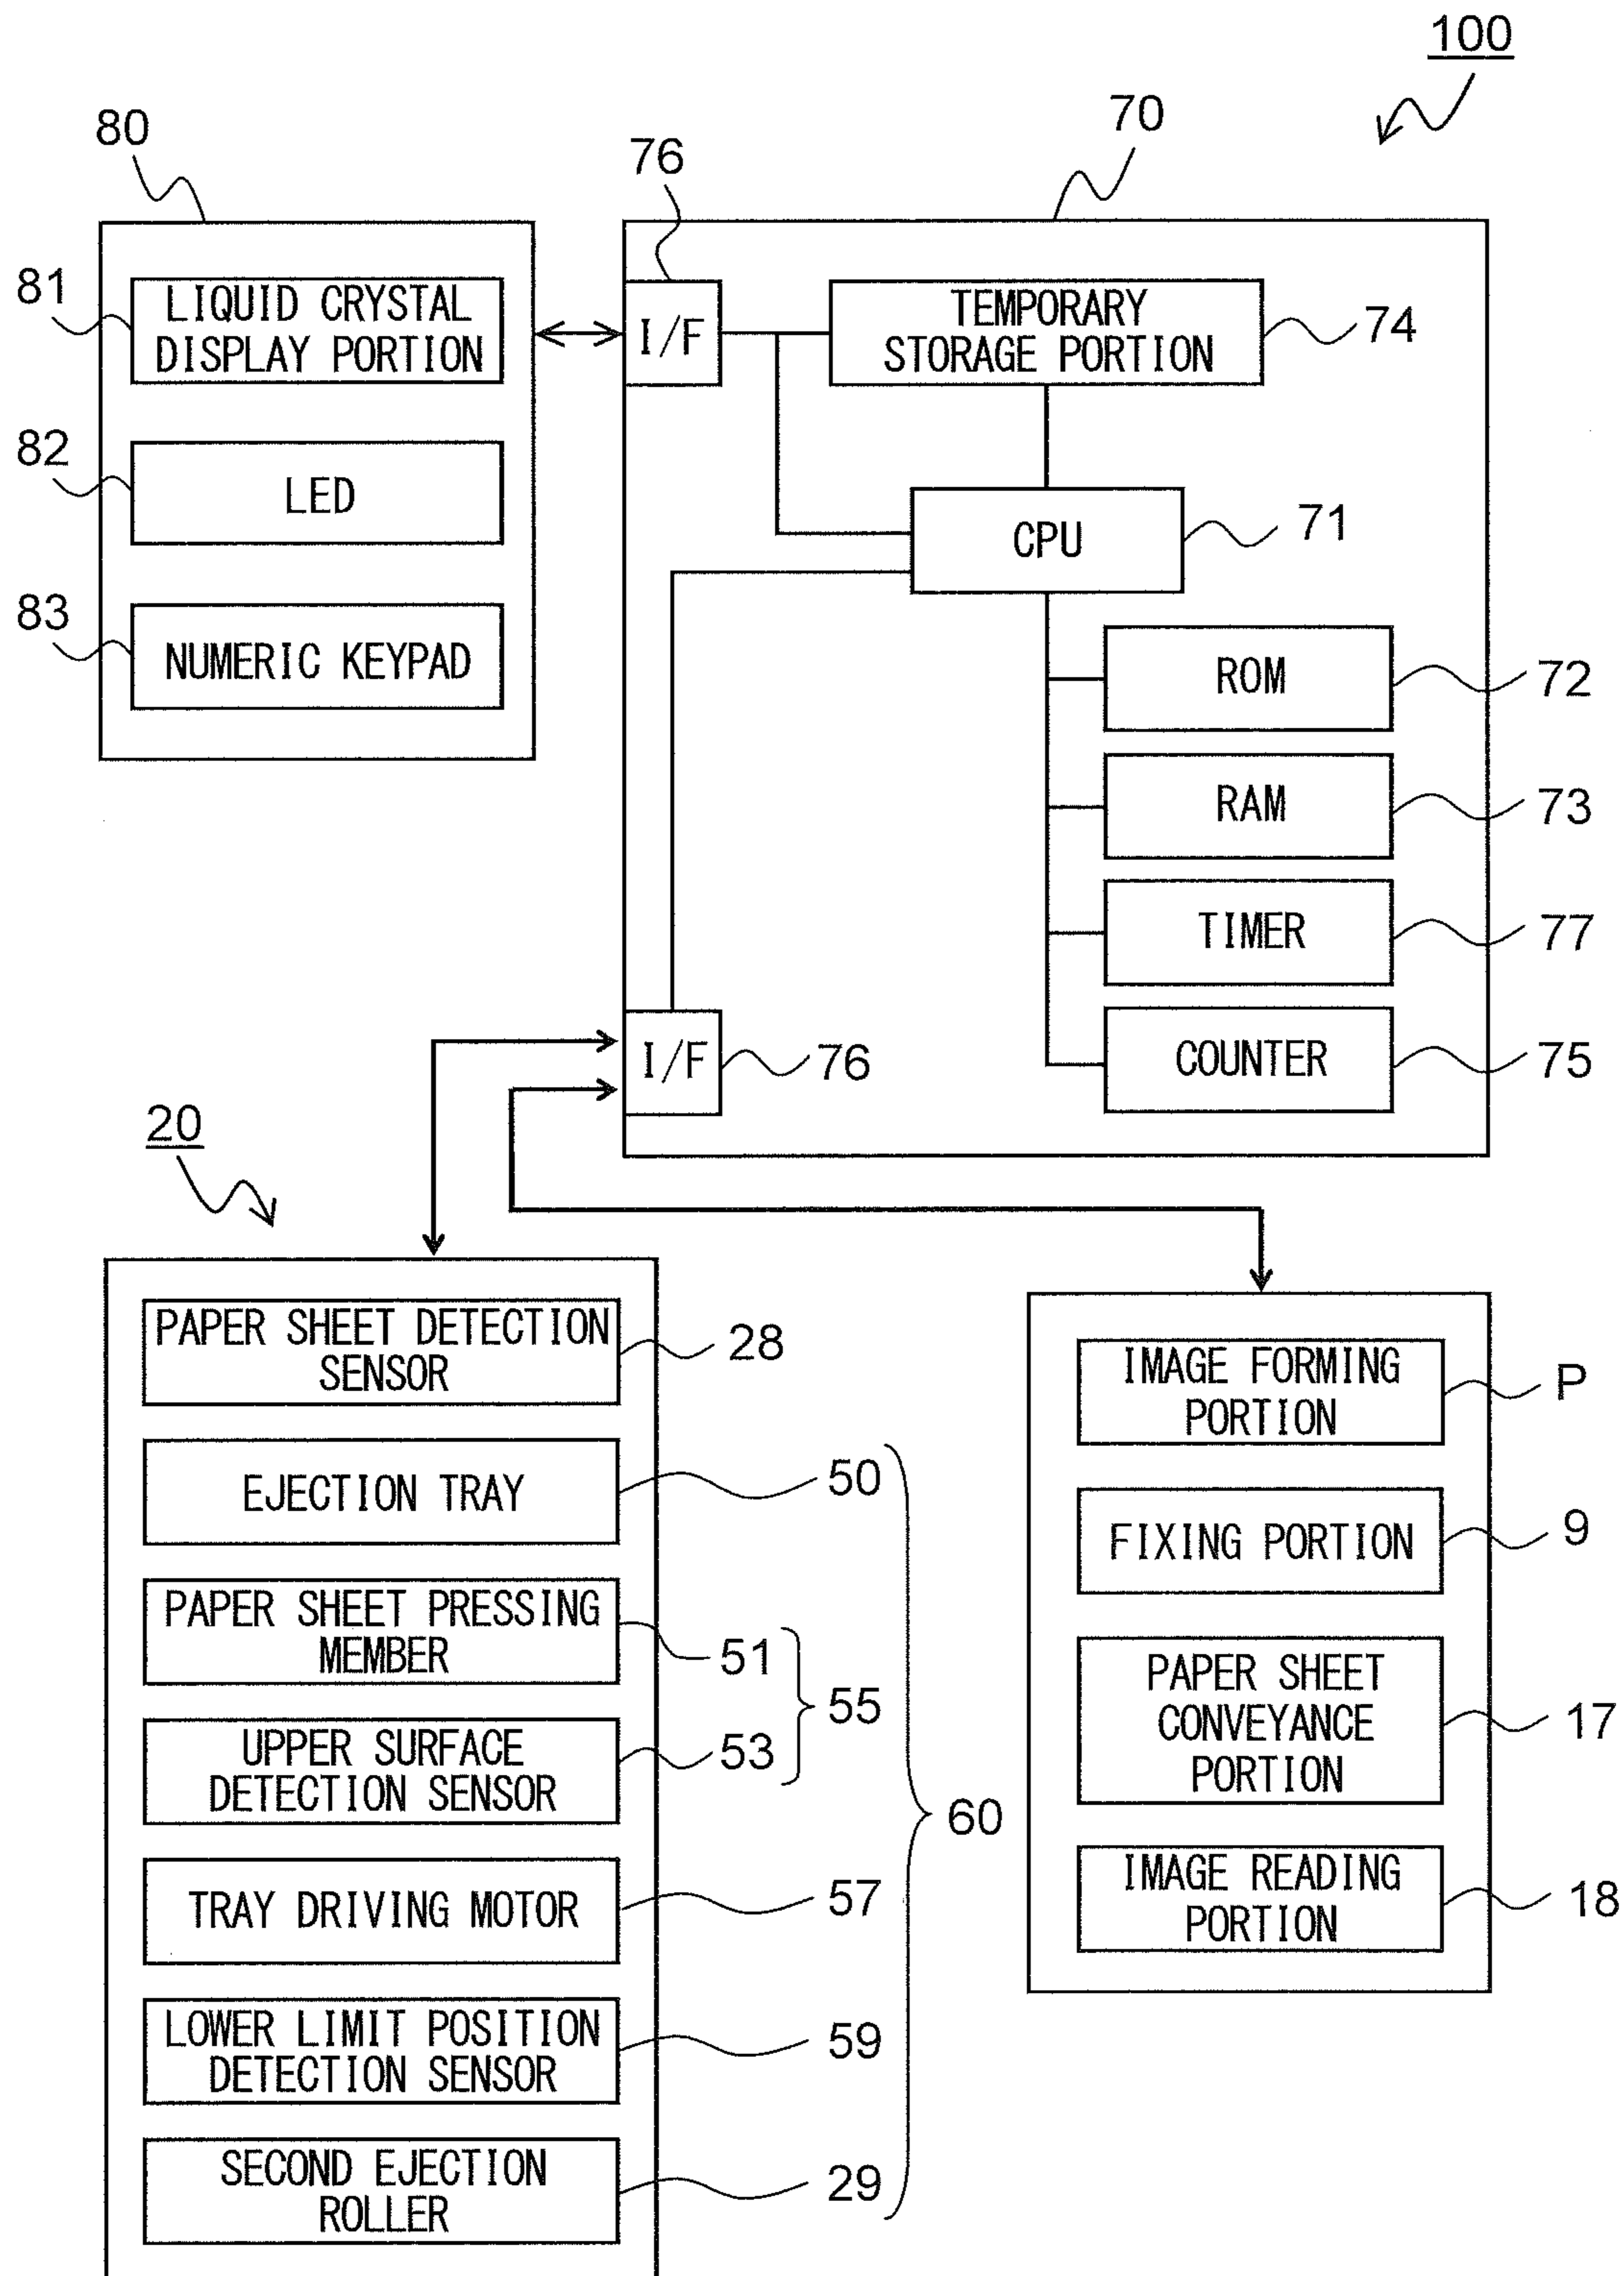 100
80
76
70
81
LIQUID CRYSTAL
DISPLAY PORTION
I/F
TEMPORARY
STORAGE PORTION
74
82
LED
CPU
71
83
NUMERIC KEYPAD
ROM
72
RAM
73
TIMER
77
I/F
76
COUNTER
75
20
PAPER SHEET DETECTION
SENSOR
28
EJECTION TRAY
50
PAPER SHEET PRESSING
MEMBER
51
55
UPPER SURFACE
DETECTION SENSOR
53
60
TRAY DRIVING MOTOR
57
LOWER LIMIT POSITION
DETECTION SENSOR
59
SECOND EJECTION
ROLLER
29
IMAGE FORMING
PORTION
P
FIXING PORTION
9
PAPER SHEET
CONVEYANCE
PORTION
17
IMAGE READING
PORTION
18